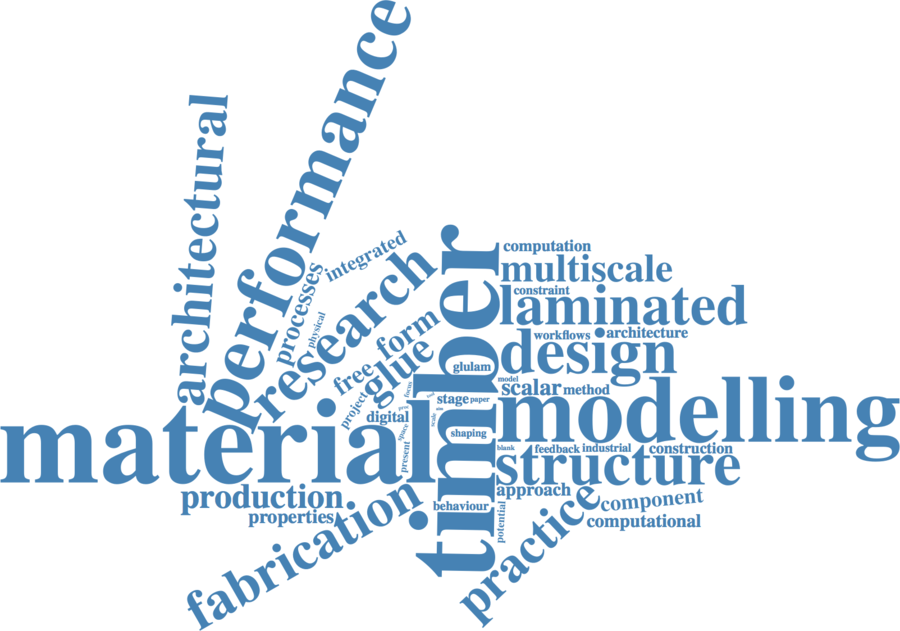 performance
architectural
integrated
computation
multiscale
constraint
laminated
processes
physical
research
timber
form
workflows
architecture
design
glue
free
glulam
model
scalar
method
focus
project
stage
paper
digital
modelling
material
scale
space
shaping
present
blank
feedback
industrial
construction
structure
production
approach
component
properties
behaviour
potential
computational
fabrication
practice